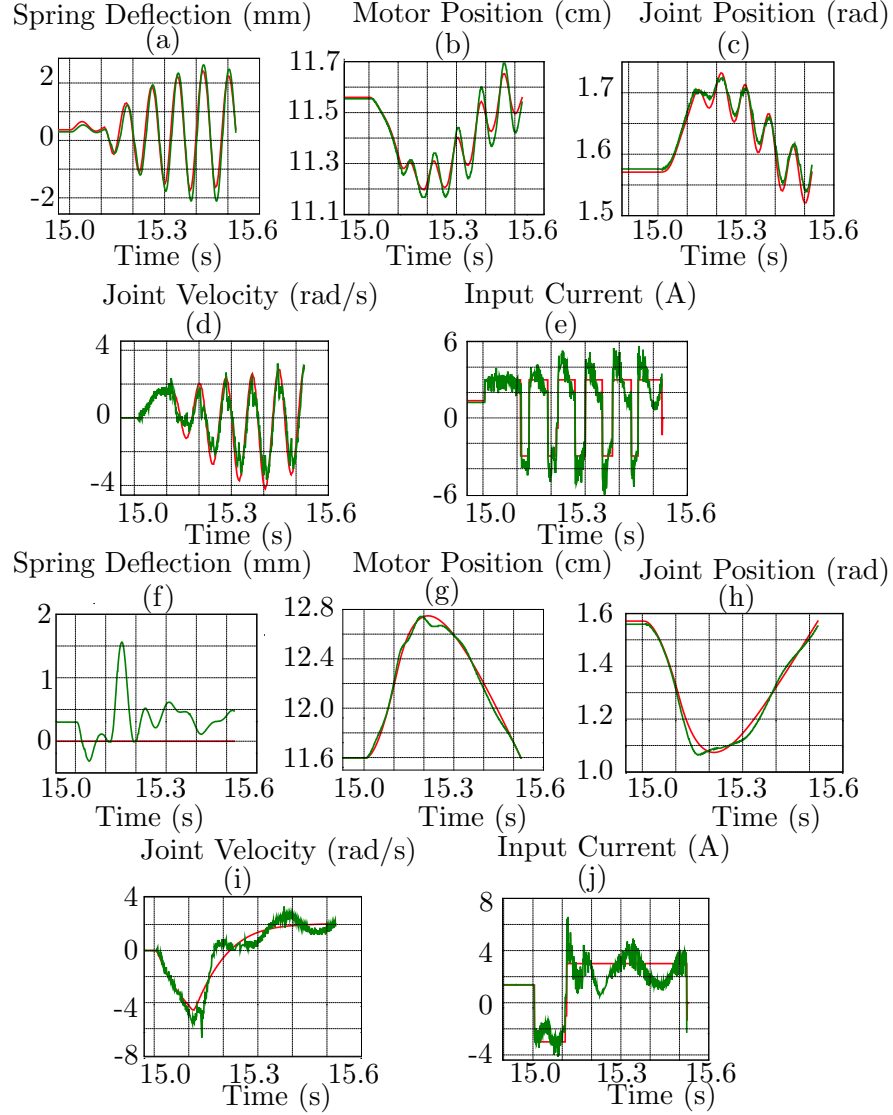 Spring Deflection (mm) Motor Position (cm) Joint Position (rad)
(a) (b) (c)
2
0
-2
11.7
11.5
11.3
11.1
1.7
1.6
1.5
15.0 15.3 15.6 15.0 15.3 15.6 15.0 15.3 15.6
Time (s) Time (s) Time (s)
Joint Velocity (rad/s) Input Current (A)
(d) (e)
4
0
-4
6
0
-6
15.0 15.3 15.6 15.0 15.3 15.6
Time (s) Time (s)
Spring Deflection (mm) Motor Position (cm) Joint Position (rad)
(f) (g) (h)
2
1
0
12.8
12.4
12.0
11.6
1.6
1.4
1.2
1.0
15.0 15.3 15.6 15.0 15.3 15.6 15.0 15.3 15.6
Time (s) Time (s) Time (s)
Joint Velocity (rad/s) Input Current (A)
(i) (j)
4
0
-4
-8
8
4
0
-4
15.0 15.3 15.6 15.0 15.3 15.6
Time (s) Time (s)